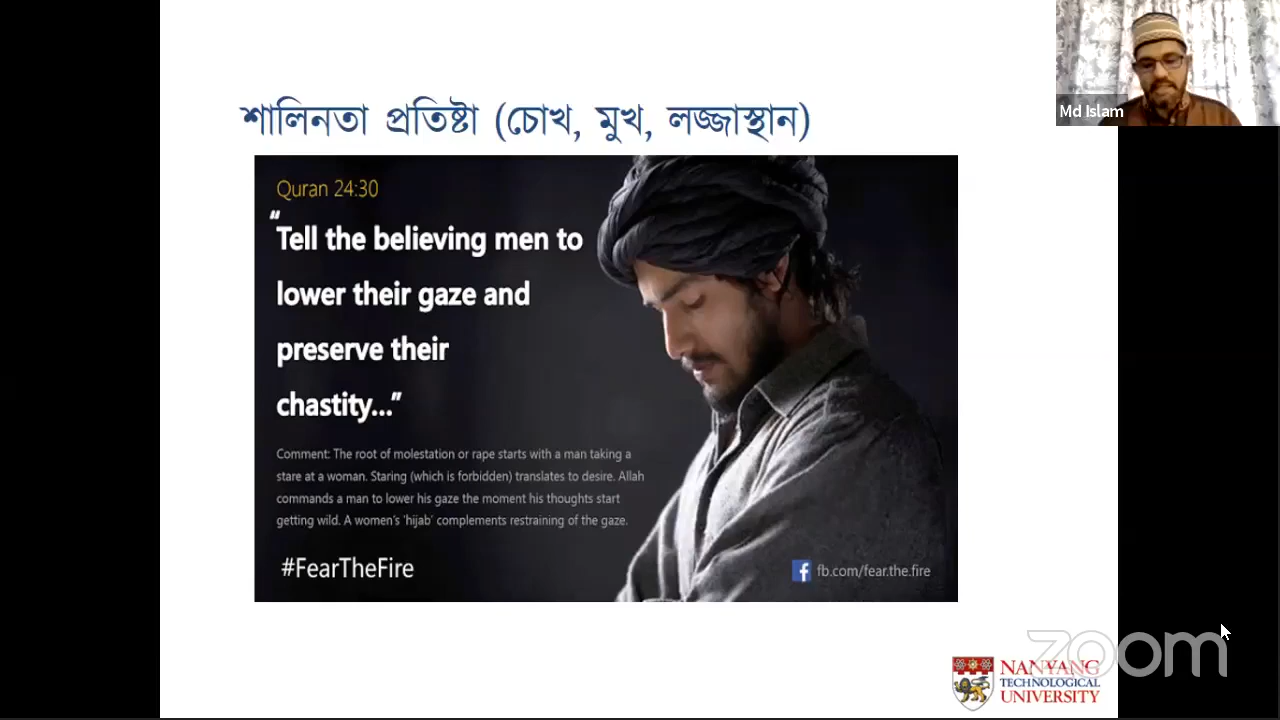 শালিনতা প্রতিষ্টা (চোখ, মুখ, লজ্জাস্থান)
Md Islam
Quran 24:30
“Tell the believing men to
lower their gaze and
preserve their
chastity...”
Comment: The root of molestation or rape starts with a man taking a
stare at a woman. Staring (which is forbidden) translates to desire. Allah
commands a man to lower his gaze the moment his thoughts start
getting wild. A women's 'hijab' complements restraining of the gaze.
#FearTheFire
f fb.com/fear.the.fire
zoom
NANYANG
TECHNOLOGICAL
UNIVERSITY